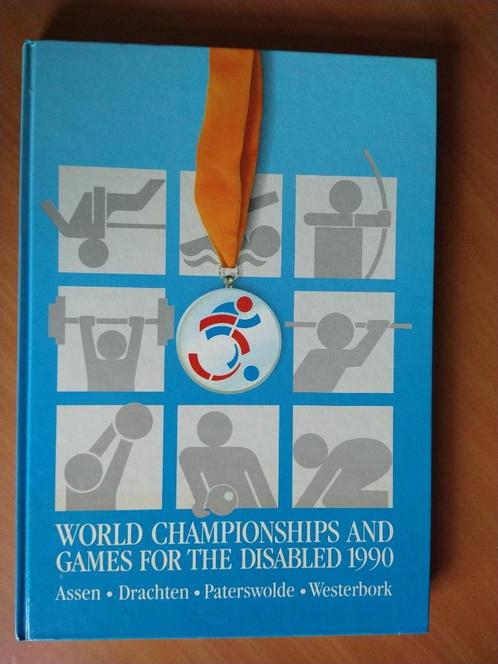 WORLD CHAMPIONSHIPS AND
GAMES FOR THE DISABLED 1990
Assen • Drachten • Paterswolde • Westerbork